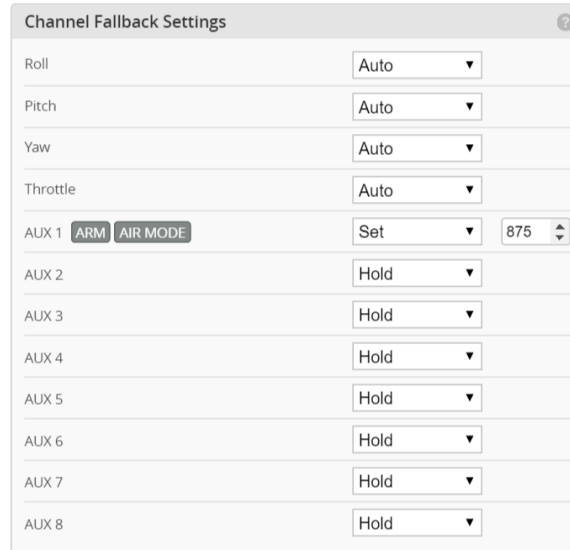 Channel Fallback Settings ?
Roll Auto
Pitch Auto
Yaw Auto
Throttle Auto
AUX 1 ARM AIR MODE Set 875
AUX 2 Hold
AUX 3 Hold
AUX 4 Hold
AUX 5 Hold
AUX 6 Hold
AUX 7 Hold
AUX 8 Hold